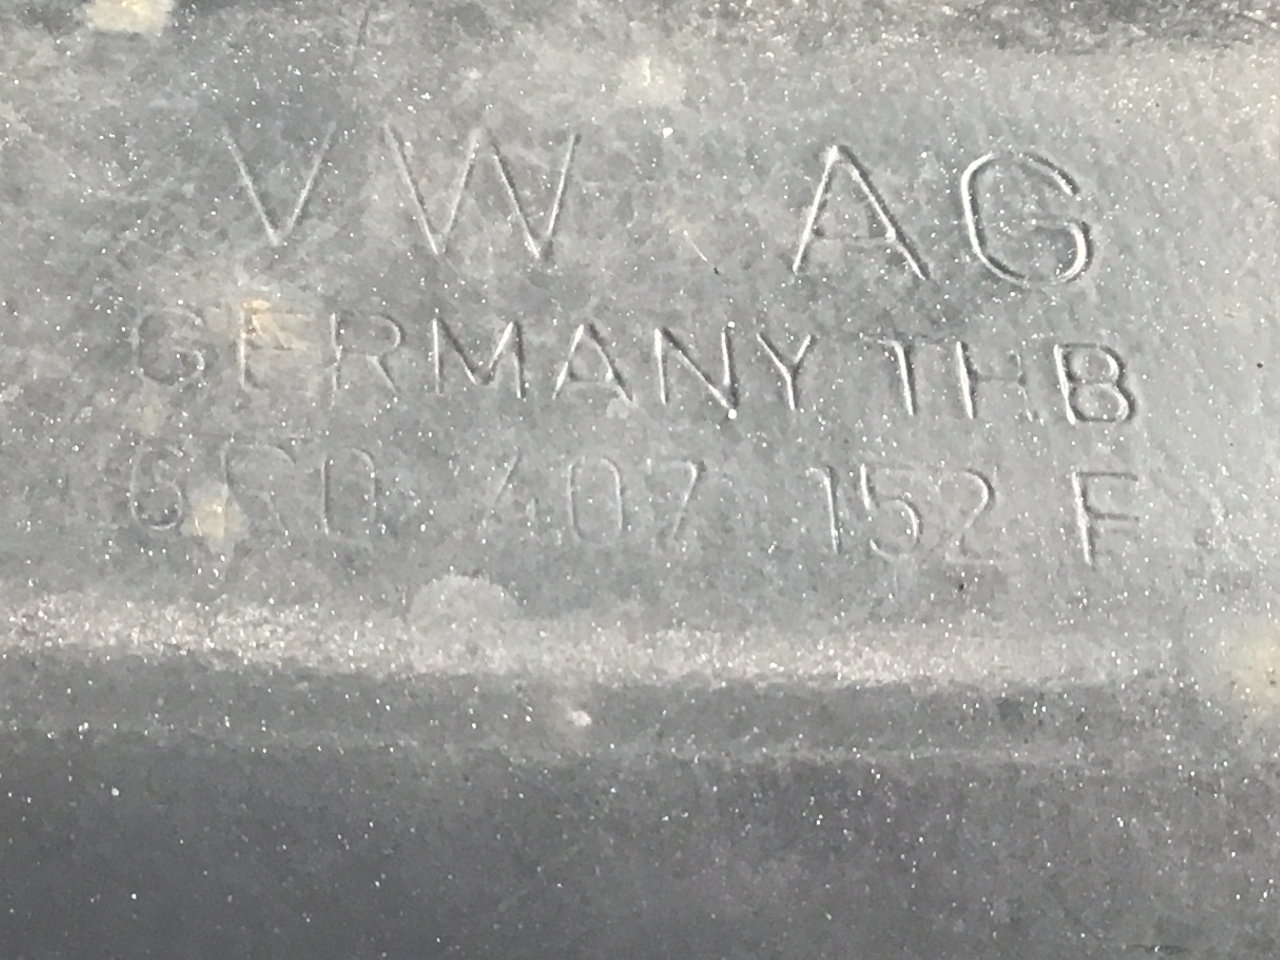 VW AG
GERMANY THB
6R0 407 152 F